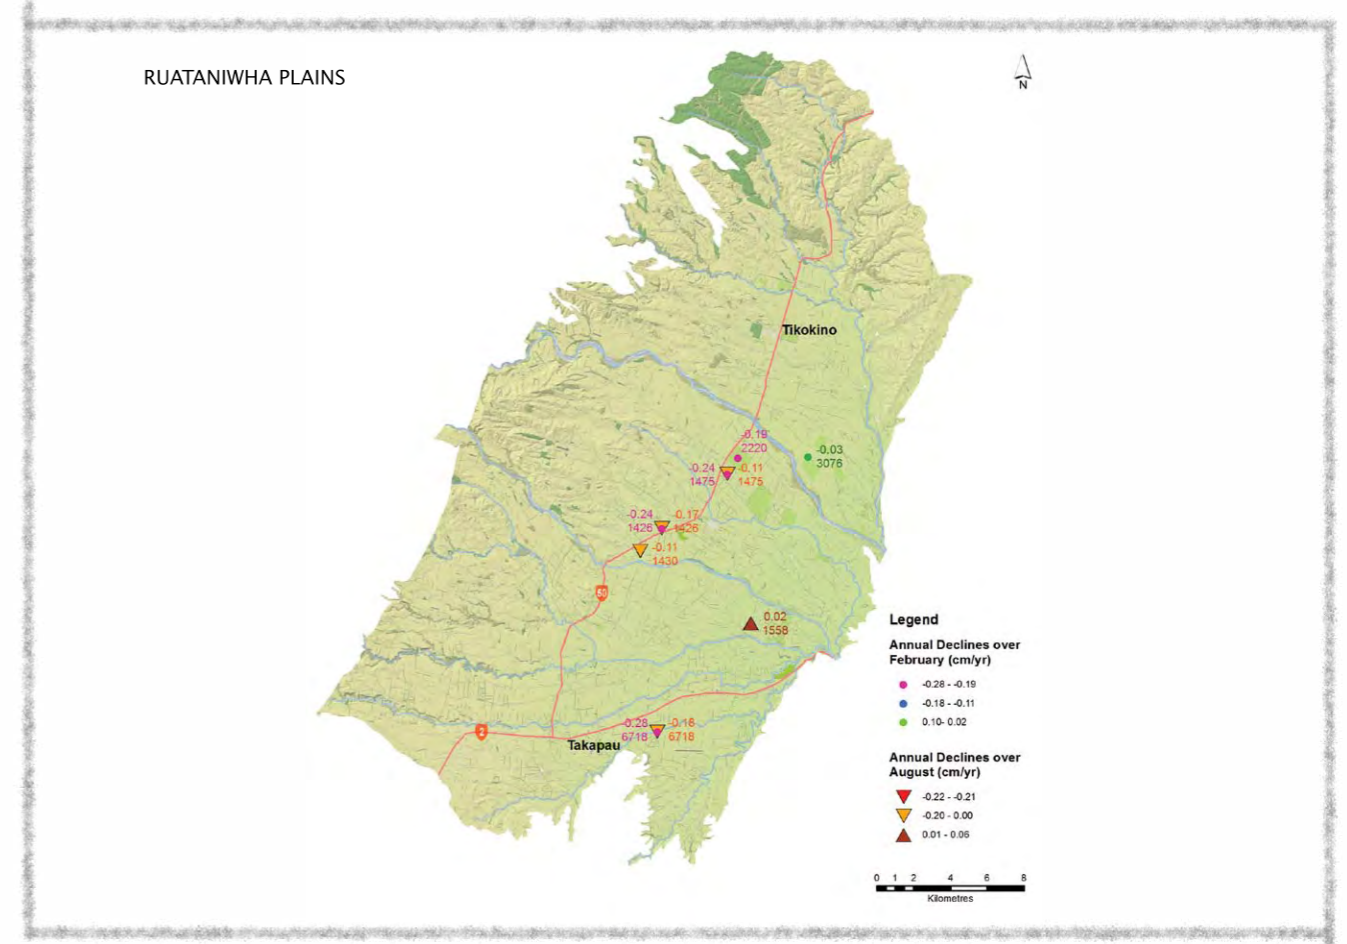 RUATANIWHA PLAINS
N
Tikokino
-0.19
2220
-0.03
3076
-0.24
1475
-0.11
1475
-0.24
1426
-0.17
1426
-0.11
1430
50
0.02
1558
Legend
Annual Declines over
February (cm/yr)
-0.28 - -0.19
-0.18 - -0.11
0.10- 0.02
-0.28
6718
-0.16
6718
2
Takapau
Annual Declines over
August (cm/yr)
-0.22 - -0.21
-0.20 - 0.00
0.01 - 0.06
0 1 2 4 6 8
Kilometres